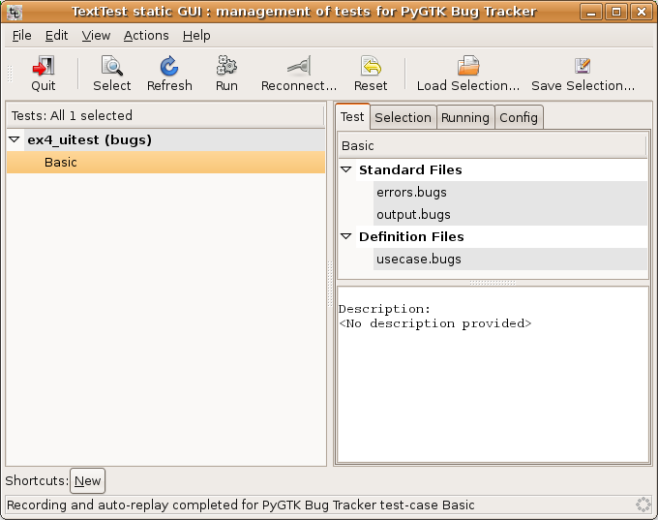 TextTest static GUI : management of tests for PyGTK Bug Tracker
File Edit View Actions Help
Quit Select Refresh Run Reconnect... Reset Load Selection... Save Selection...
Tests: All 1 selected
ex4_uitest (bugs)
Basic
Test Selection Running Config
Basic
Standard Files
errors.bugs
output.bugs
Definition Files
usecase.bugs
Description:
<No description provided>
Shortcuts: New
Recording and auto-replay completed for PyGTK Bug Tracker test-case Basic